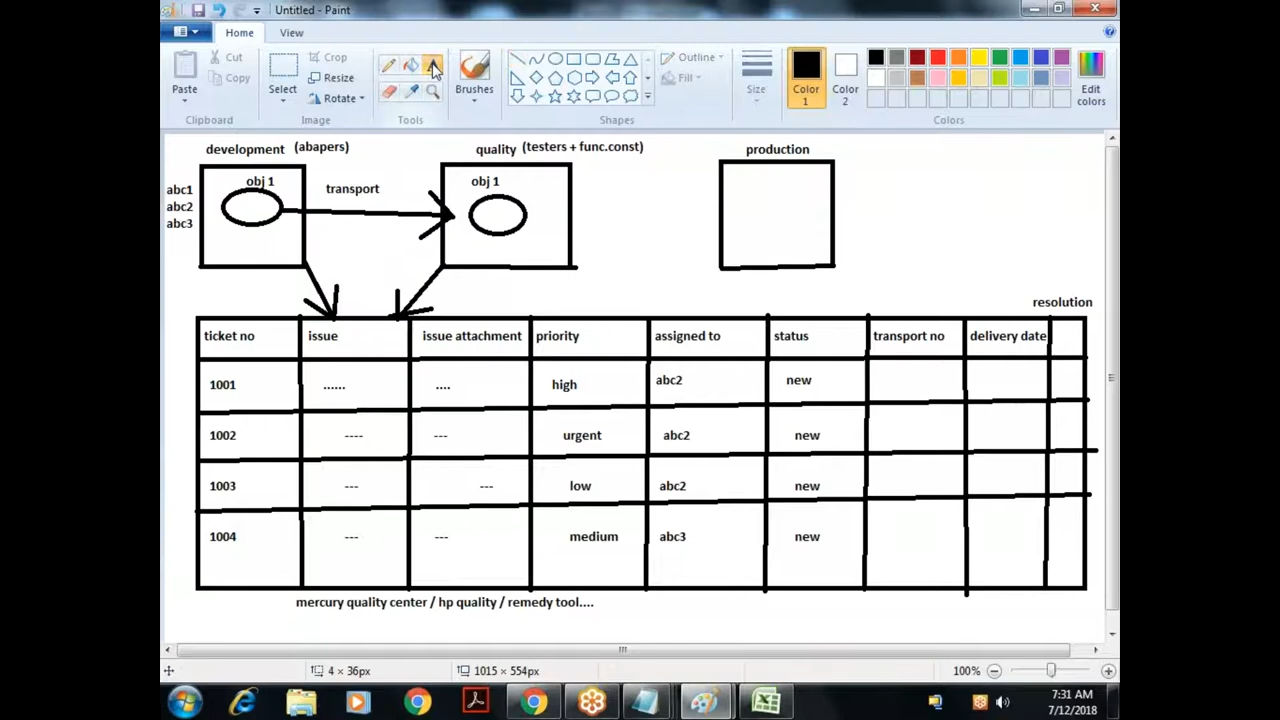 Untitled - Paint
Home View
Paste Cut Copy Clipboard
Select Crop Resize Rotate Image
Tools
Brushes
Shapes
Outline Fill
Size
Color 1 Color 2 Edit colors
Colors
development (abapers) quality (testers + func.const) production
obj 1 obj 1
abc1 transport
abc2
abc3
resolution
ticket no issue issue attachment priority assigned to status transport no delivery date
1001 ...... .... high abc2 new
1002 ---- --- urgent abc2 new
1003 --- --- low abc2 new
1004 --- --- medium abc3 new
mercury quality center / hp quality / remedy tool....
4 × 36px 1015 × 554px 100%
7:31 AM
7/12/2018